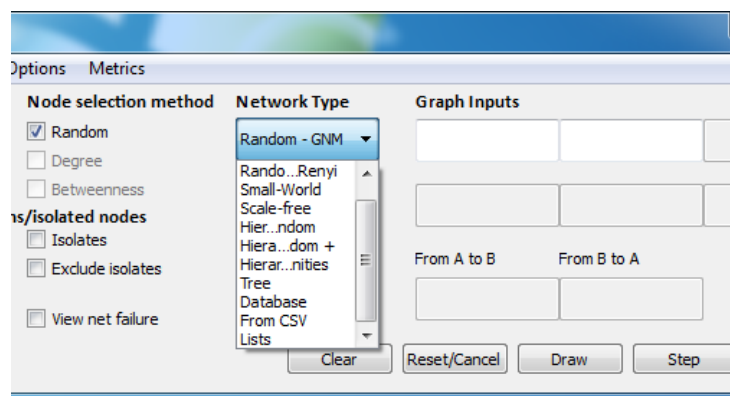 Options Metrics
Node selection method Network Type Graph Inputs
Random
Random - GNM
Degree
Rando...Renyi
Betweenness
Small-World
Scale-free
ns/isolated nodes
Hier...ndom
Isolates
Hiera...dom +
Exclude isolates
Hierar...nities
From A to B From B to A
Tree
Database
View net failure
From CSV
Lists
Clear Reset/Cancel Draw Step